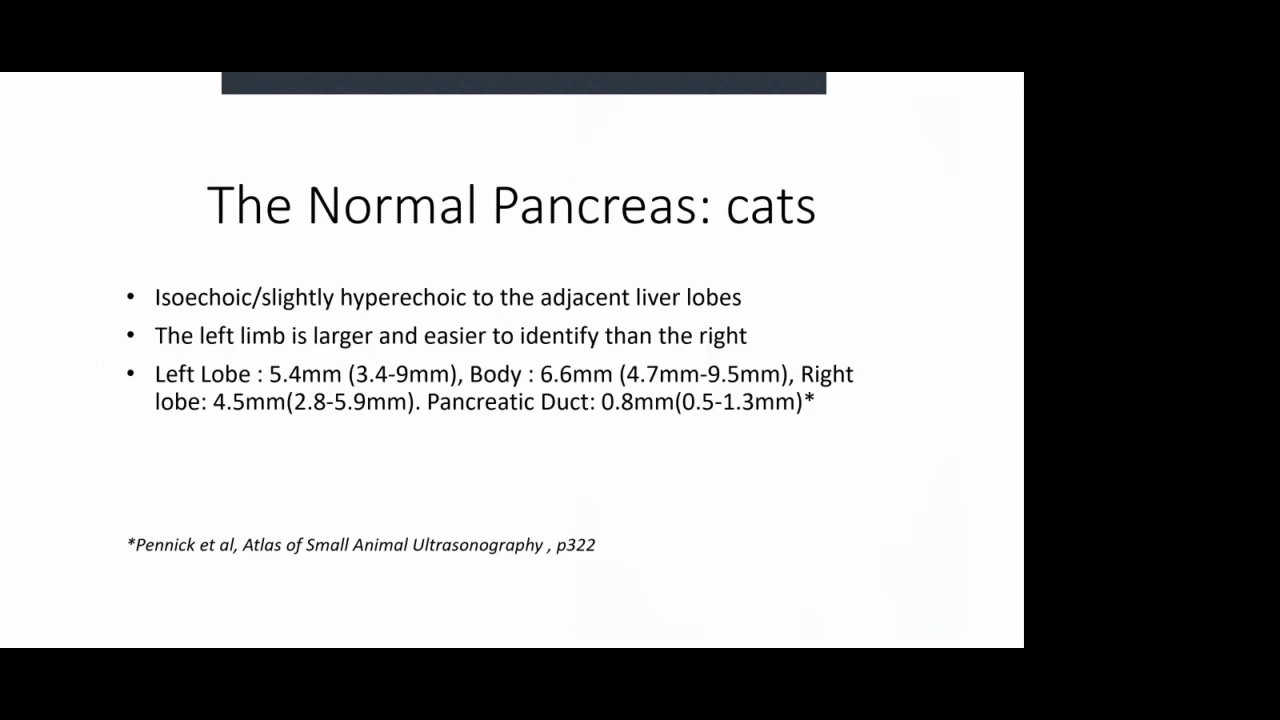 The Normal Pancreas: cats
• Isoechoic/slightly hyperechoic to the adjacent liver lobes
• The left limb is larger and easier to identify than the right
• Left Lobe : 5.4mm (3.4-9mm), Body : 6.6mm (4.7mm-9.5mm), Right
lobe: 4.5mm(2.8-5.9mm). Pancreatic Duct: 0.8mm(0.5-1.3mm)*
*Pennick et al, Atlas of Small Animal Ultrasonography , p322